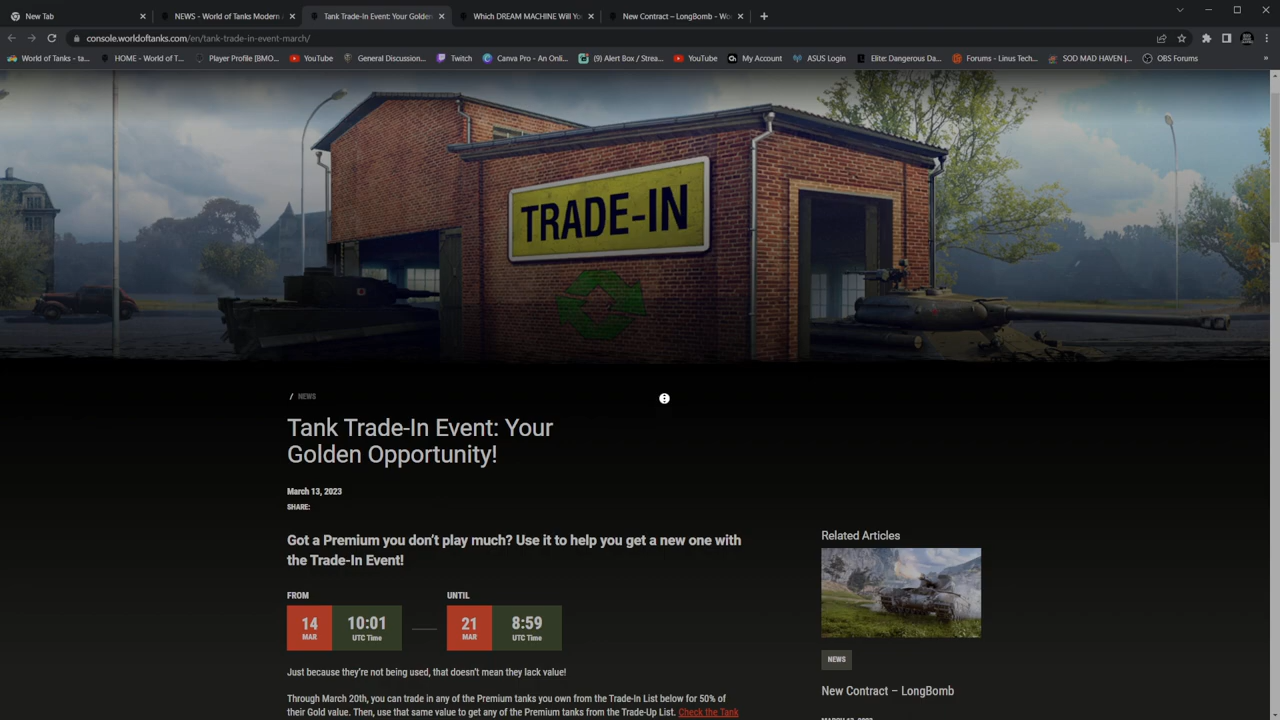 New Tab
NEWS - World of Tanks Modern
Tank Trade-In Event: Your Golden
Which DREAM MACHINE Will Yo
New Contract – LongBomb - Wo
console.worldoftanks.com/en/tank-trade-in-event-march/
World of Tanks - ta...
HOME - World of T...
Player Profile [BMO...
YouTube
General Discussion...
Twitch
Canva Pro - An Onli...
(9) Alert Box / Strea...
YouTube
My Account
ASUS Login
Elite: Dangerous Da...
Forums - Linus Tech...
SOD MAD HAVEN |...
OBS Forums
TRADE-IN
/ NEWS
Tank Trade-In Event: Your
Golden Opportunity!
March 13, 2023
SHARE:
Got a Premium you don't play much? Use it to help you get a new one with
the Trade-In Event!
FROM
UNTIL
14
MAR
10:01
UTC Time
21
MAR
8:59
UTC Time
Just because they're not being used, that doesn't mean they lack value!
Through March 20th, you can trade in any of the Premium tanks you own from the Trade-In List below for 50% of
their Gold value. Then, use that same value to get any of the Premium tanks from the Trade-Up List. Check the Tank
Related Articles
NEWS
New Contract – LongBomb
MARCH 13, 2023